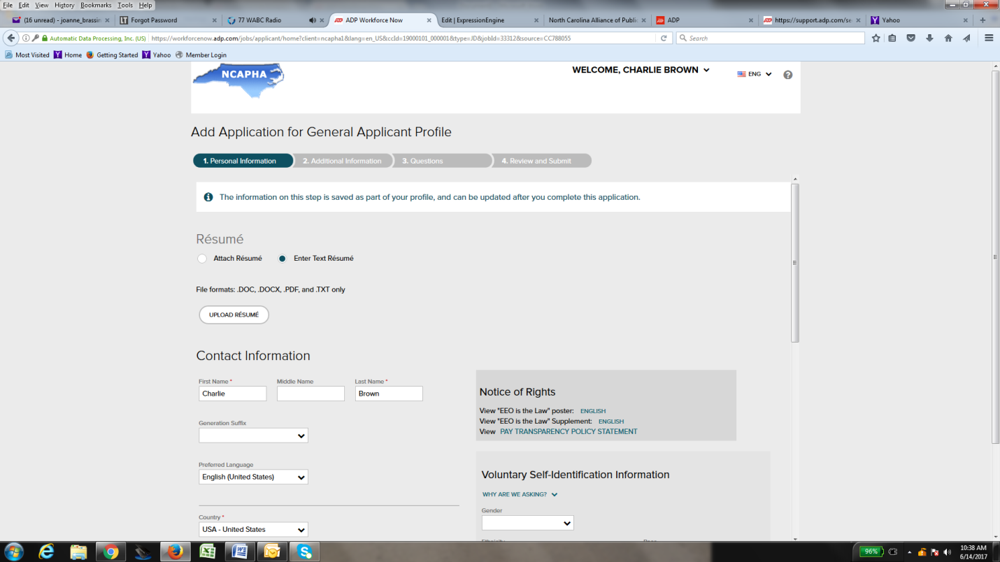 File Edit View History Bookmarks Tools Help
(16 unread) - joanne_brassin
Forgot Password
77 WABC Radio
ADP Workforce Now
Edit | ExpressionEngine
North Carolina Alliance of Publi
ADP
https://support.adp.com/se
Yahoo
Automatic Data Processing, Inc. (US)
https://workforcenow.adp.com/jobs/applicant/home?client=ncapha1&lang=en_US&ccId=19000101_000001&type=JD&jobId=33312&source=CC788055
Search
Most Visited Home Getting Started Yahoo Member Login
NCAPHA
WELCOME, CHARLIE BROWN
ENG
Add Application for General Applicant Profile
1. Personal Information
2. Additional Information
3. Questions
4. Review and Submit
The information on this step is saved as part of your profile, and can be updated after you complete this application.
Résumé
Attach Résumé
Enter Text Résumé
File formats: .DOC, .DOCX, .PDF, and .TXT only
UPLOAD RÉSUMÉ
Contact Information
First Name *
Middle Name
Last Name *
Charlie
Brown
Generation Suffix
Preferred Language
English (United States)
Country *
USA - United States
Notice of Rights
View "EEO is the Law" poster: ENGLISH
View "EEO is the Law" Supplement: ENGLISH
View PAY TRANSPARENCY POLICY STATEMENT
Voluntary Self-Identification Information
WHY ARE WE ASKING?
Gender
96%
10:38 AM
6/14/2017